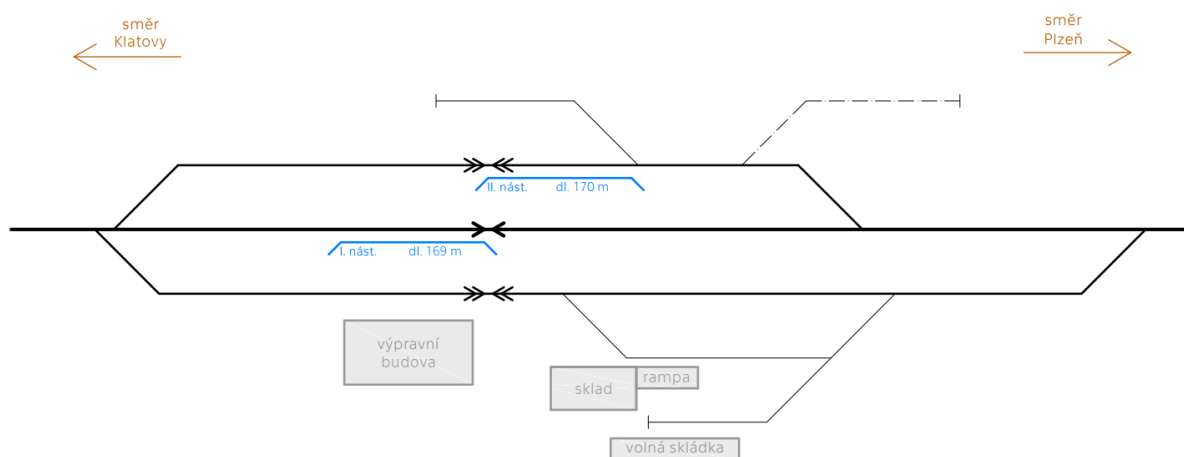 směr
Klatovy
směr
Plzeň
II. nást. dl. 170 m
I. nást. dl. 169 m
výpravní
budova
sklad
rampa
volná skládka